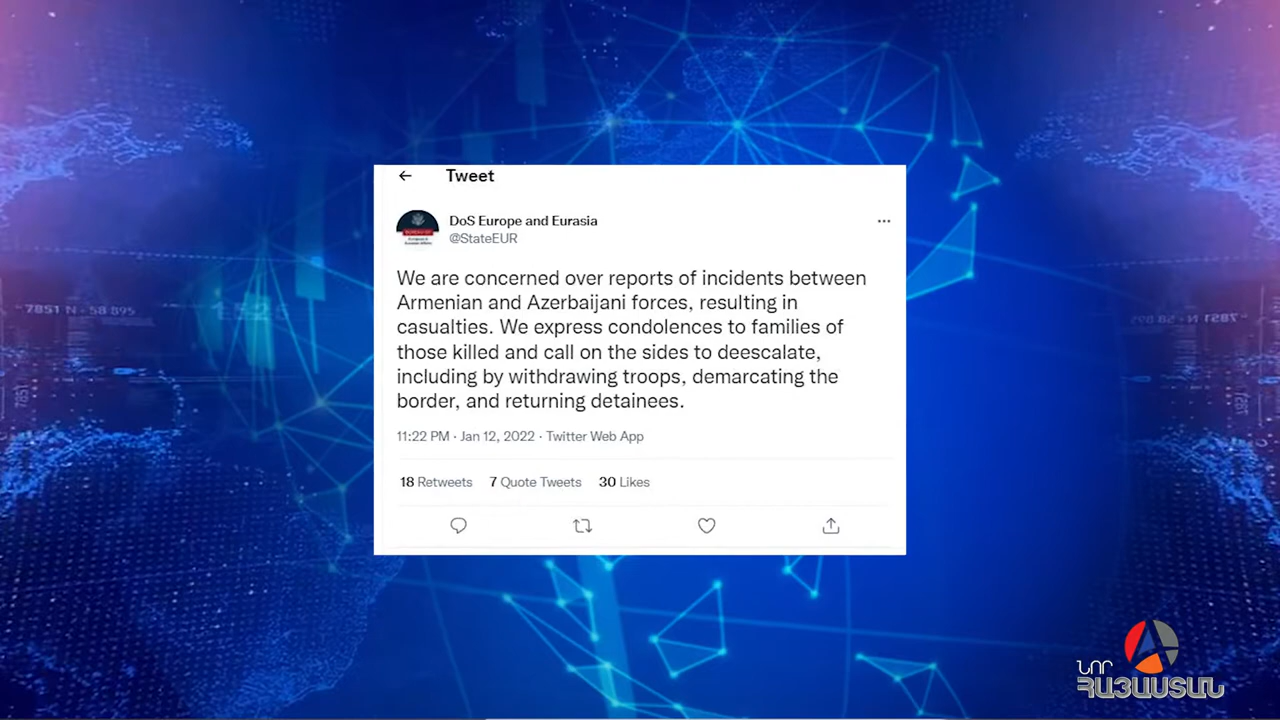 Tweet
DoS Europe and Eurasia
@StateEUR
We are concerned over reports of incidents between
Armenian and Azerbaijani forces, resulting in
casualties. We express condolences to families of
those killed and call on the sides to deescalate,
including by withdrawing troops, demarcating the
border, and returning detainees.
11:22 PM · Jan 12, 2022 · Twitter Web App
18 Retweets 7 Quote Tweets 30 Likes
7851 N - 58 895
ՆՈՐ
ՀԱՅԱՍՏԱՆ